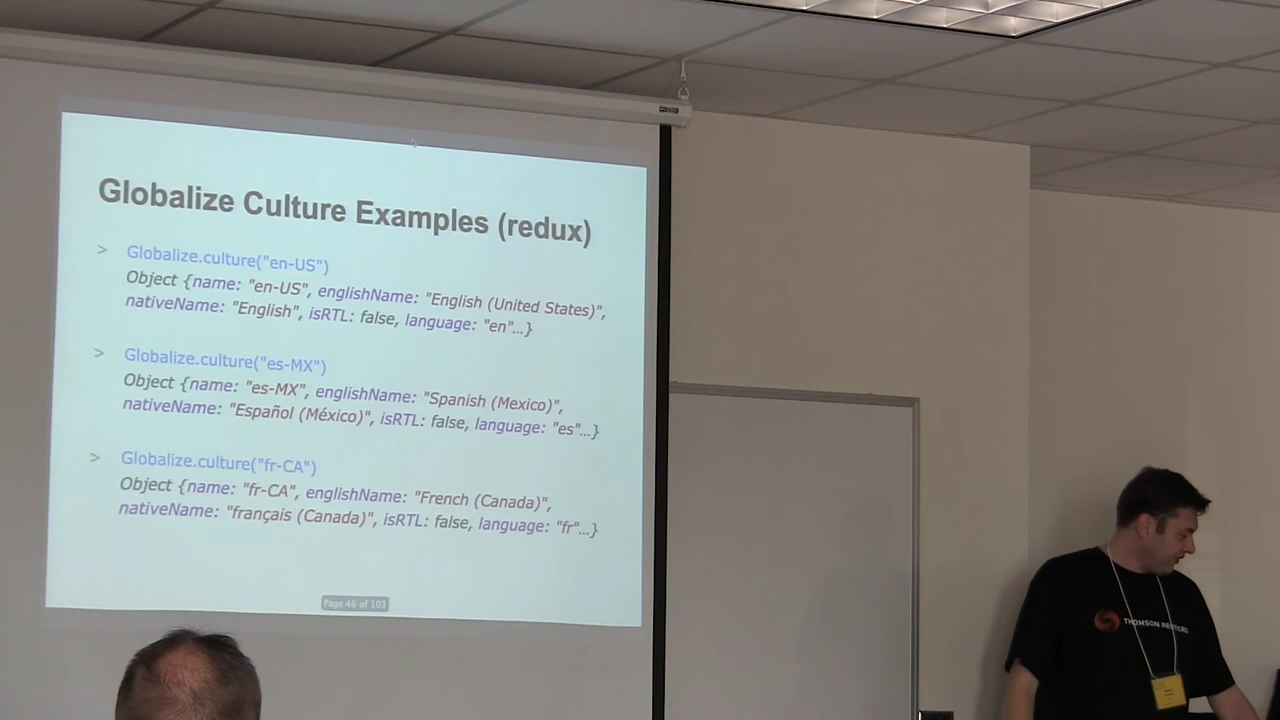 Globalize Culture Examples (redux)
> Globalize.culture("en-US")
Object {name: "en-US", englishName: "English (United States)",
nativeName: "English", isRTL: false, language: "en"...}
> Globalize.culture("es-MX")
Object {name: "es-MX", englishName: "Spanish (Mexico)",
nativeName: "Español (México)", isRTL: false, language: "es"...}
> Globalize.culture("fr-CA")
Object {name: "fr-CA", englishName: "French (Canada)",
nativeName: "français (Canada)", isRTL: false, language: "fr"...}
Page 46 of 103
THOMSON REUTERS